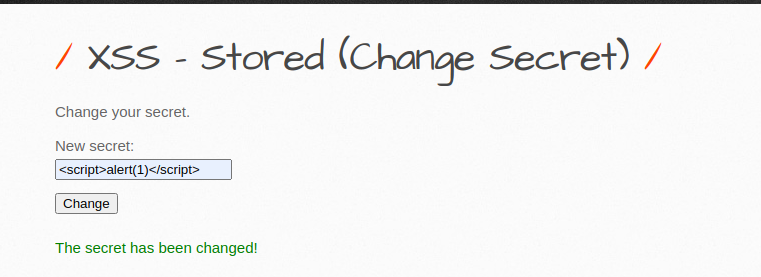 / XSS - Stored (Change Secret) /
Change your secret.
New secret:
<script>alert(1)</script>
Change
The secret has been changed!